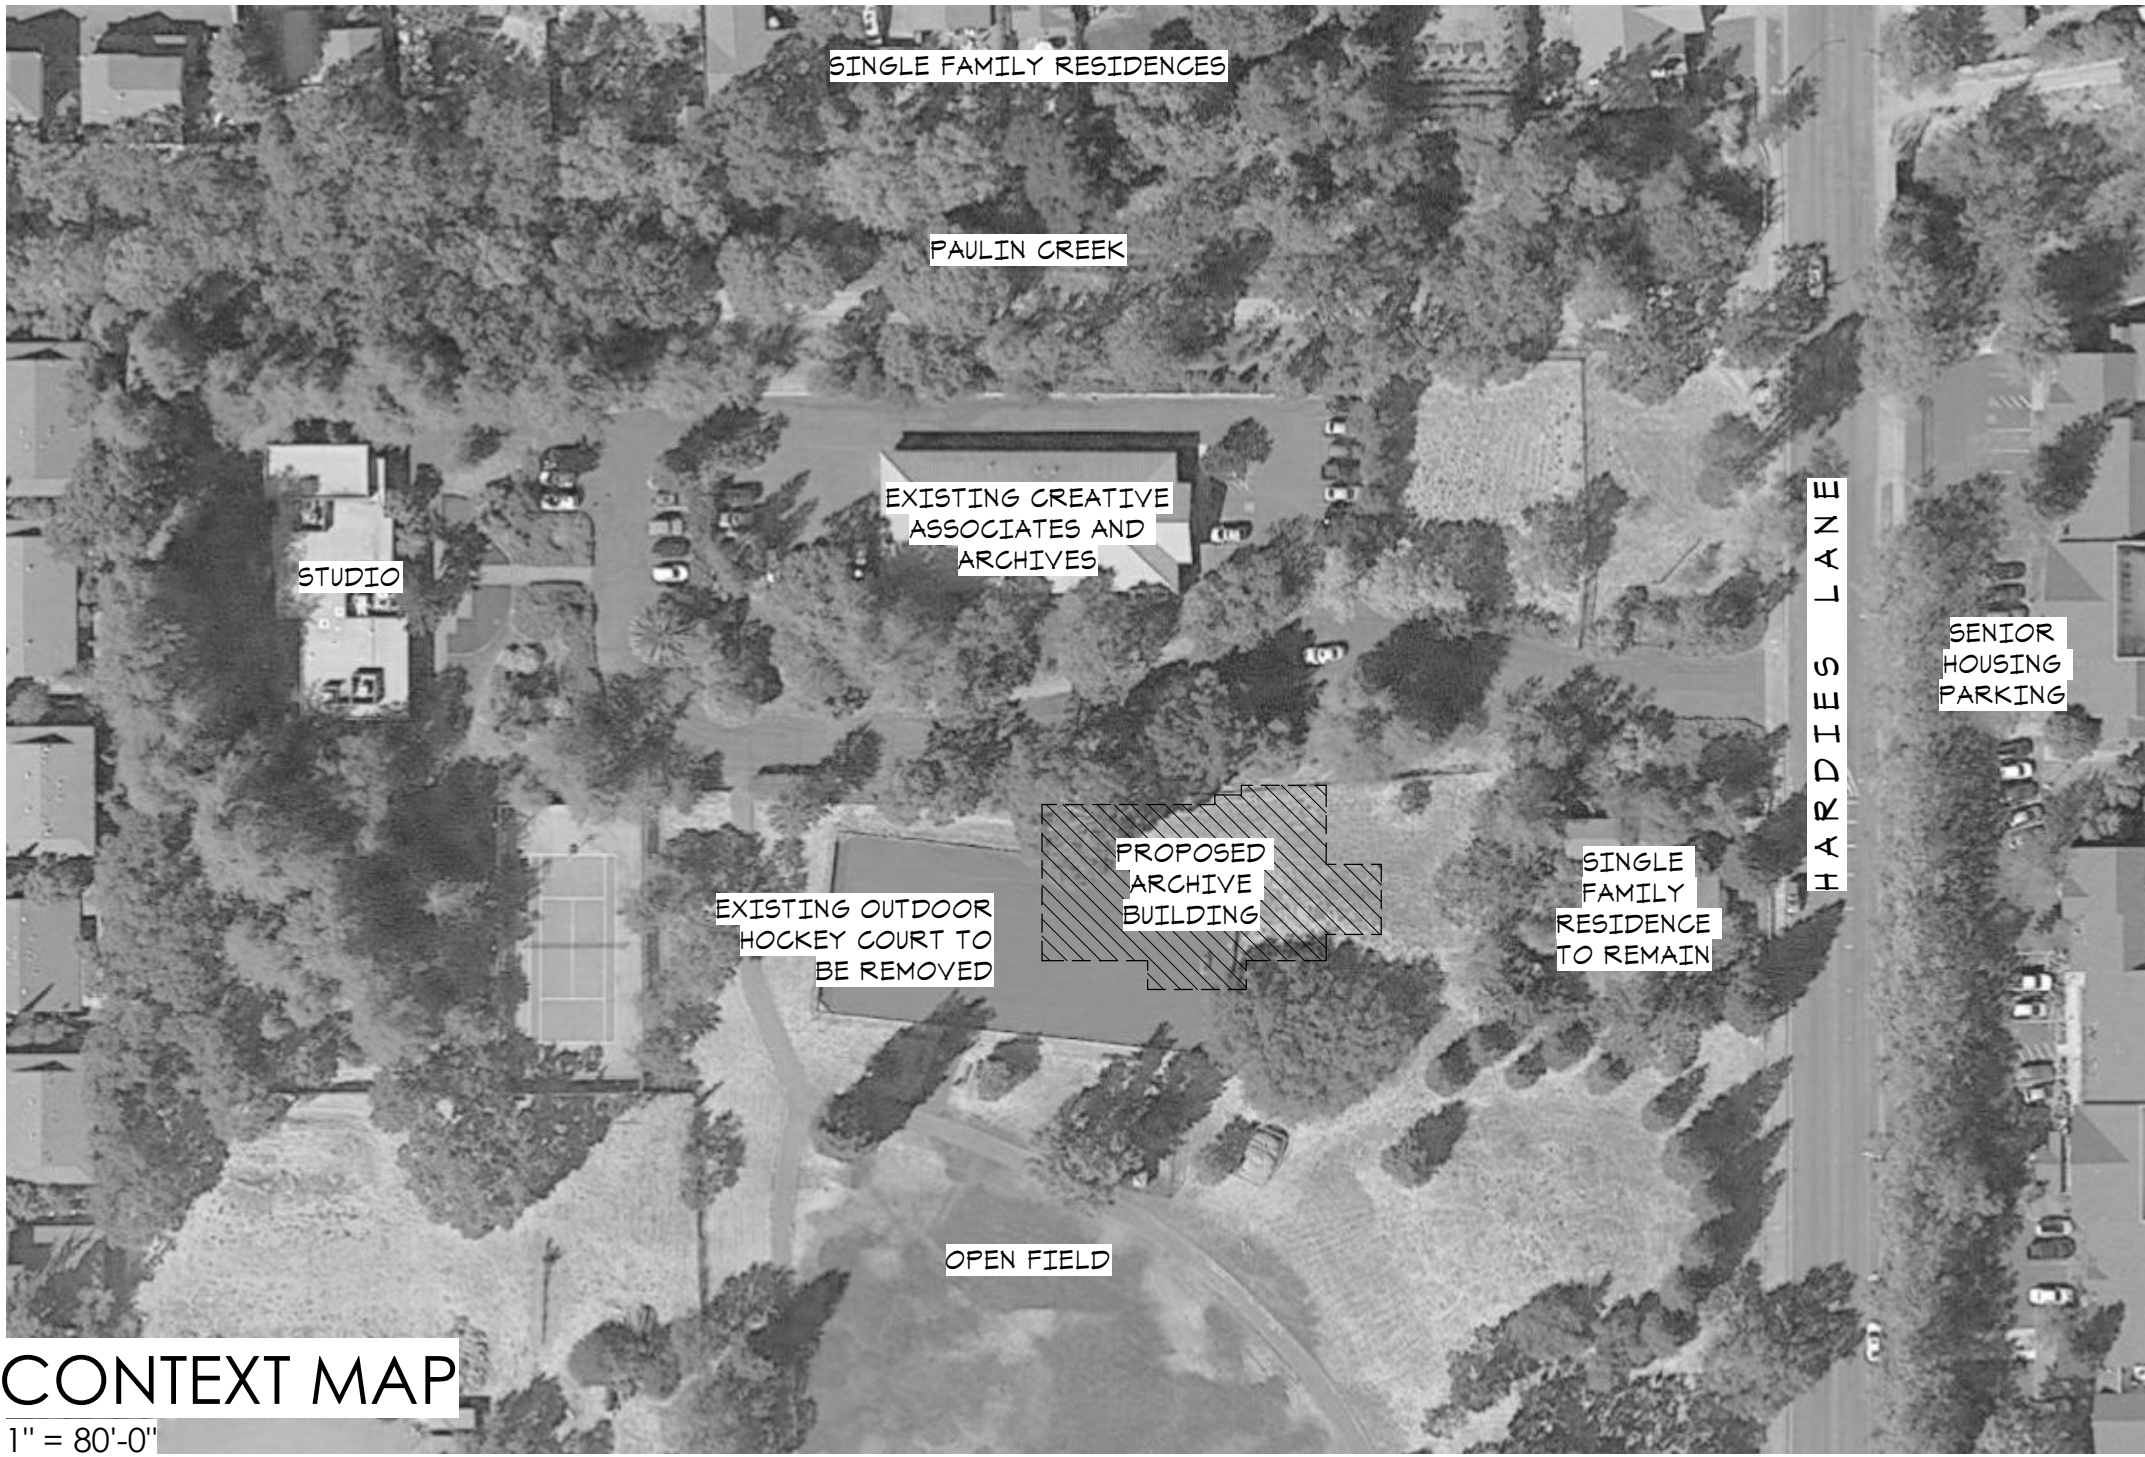 SINGLE FAMILY RESIDENCES
PAULIN CREEK
EXISTING CREATIVE
ASSOCIATES AND
ARCHIVES
STUDIO
HARDIES LANE
SENIOR
HOUSING
PARKING
PROPOSED
ARCHIVE
BUILDING
SINGLE
FAMILY
RESIDENCE
TO REMAIN
EXISTING OUTDOOR
HOCKEY COURT TO
BE REMOVED
OPEN FIELD
CONTEXT MAP
1" = 80'-0"